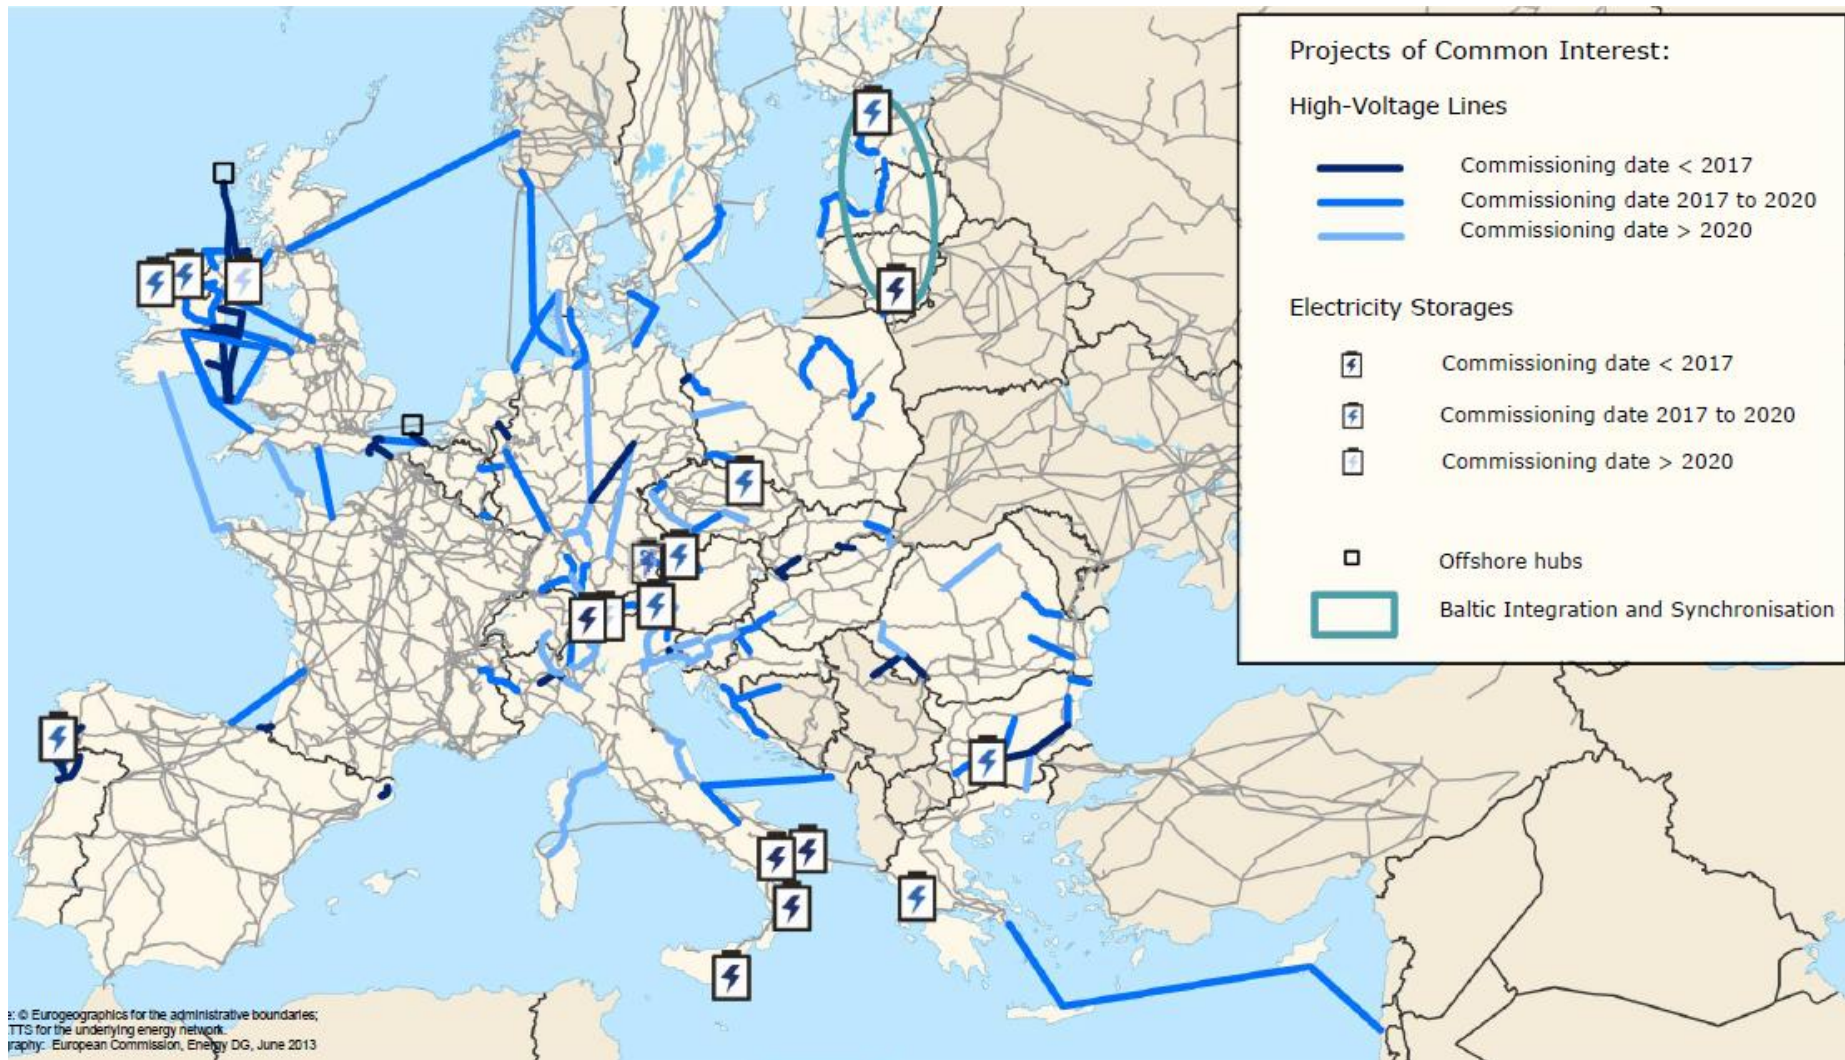 Projects of Common Interest:
High-Voltage Lines
Commissioning date < 2017
Commissioning date 2017 to 2020
Commissioning date > 2020
Electricity Storages
Commissioning date < 2017
Commissioning date 2017 to 2020
Commissioning date > 2020
Offshore hubs
Baltic Integration and Synchronisation
: © Eurogeographics for the administrative boundaries;
TTS for the underlying energy network.
raphy: European Commission, Energy DG, June 2013